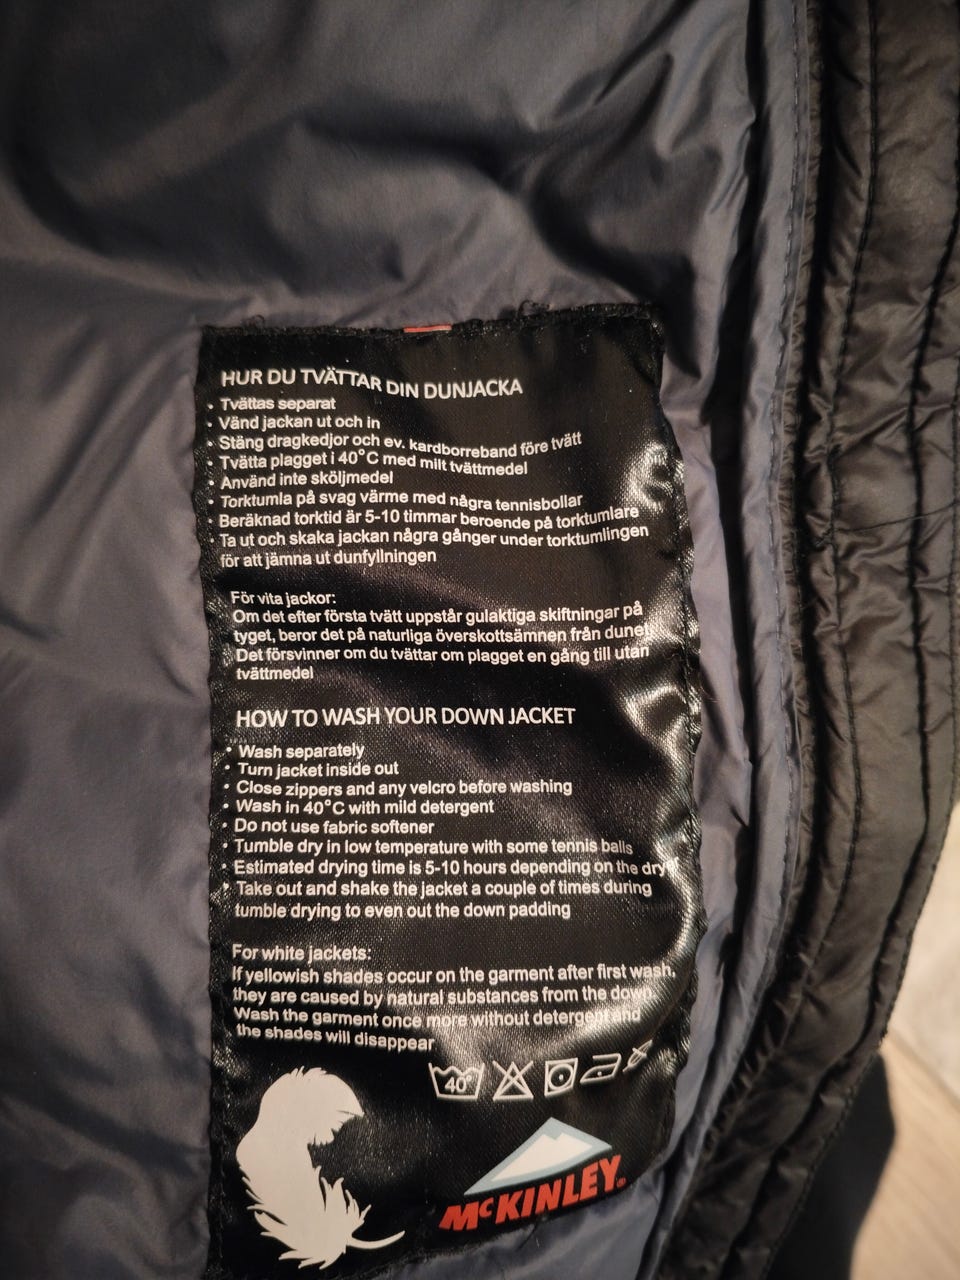 HUR DU TVÄTTAR DIN DUNJACKA
• Tvättas separat
• Vänd jackan ut och in
• Stäng dragkedjor och ev. kardborreband före tvätt
• Tvätta plagget i 40°C med milt tvättmedel
• Använd inte sköljmedel
• Torktumla på svag värme med några tennisbollar
• Beräknad torktid är 5-10 timmar beroende på torktumlare
• Ta ut och skaka jackan några gånger under torktumlingen
för att jämna ut dunfyllningen
För vita jackor:
Om det efter första tvätt uppstår gulaktiga skiftningar på
tyget, beror det på naturliga överskottsämnen från dunet.
Det försvinner om du tvättar om plagget en gång till utan
tvättmedel
HOW TO WASH YOUR DOWN JACKET
• Wash separately
• Turn jacket inside out
• Close zippers and any velcro before washing
• Wash in 40°C with mild detergent
• Do not use fabric softener
• Tumble dry in low temperature with some tennis balls
• Estimated drying time is 5-10 hours depending on the dryer
• Take out and shake the jacket a couple of times during
tumble drying to even out the down padding
For white jackets:
If yellowish shades occur on the garment after first wash,
they are caused by natural substances from the down.
Wash the garment once more without detergent and
the shades will disappear
40°
McKINLEY®